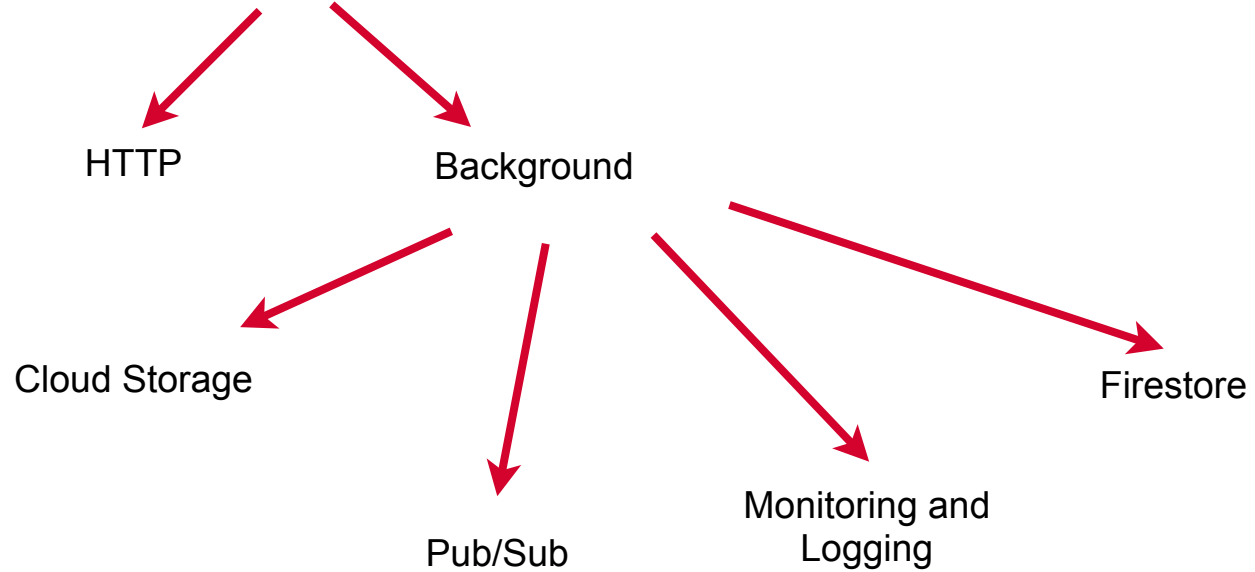 HTTP
Background
Cloud Storage
Firestore
Monitoring and
Logging
Pub/Sub